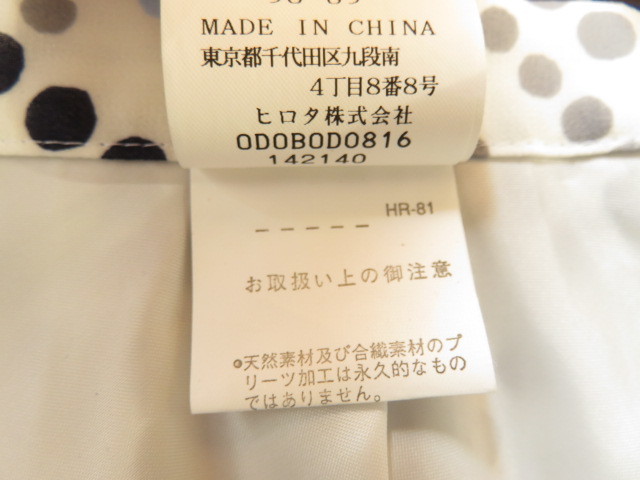 MADE IN CHINA
東京都千代田区九段南
4丁目8番8号
ヒロタ株式会社
ODOBODO816
142140
HR-81
－－－－－
お取扱い上の御注意
●天然素材及び合繊素材のプ
リーツ加工は永久的なもの
ではありません。